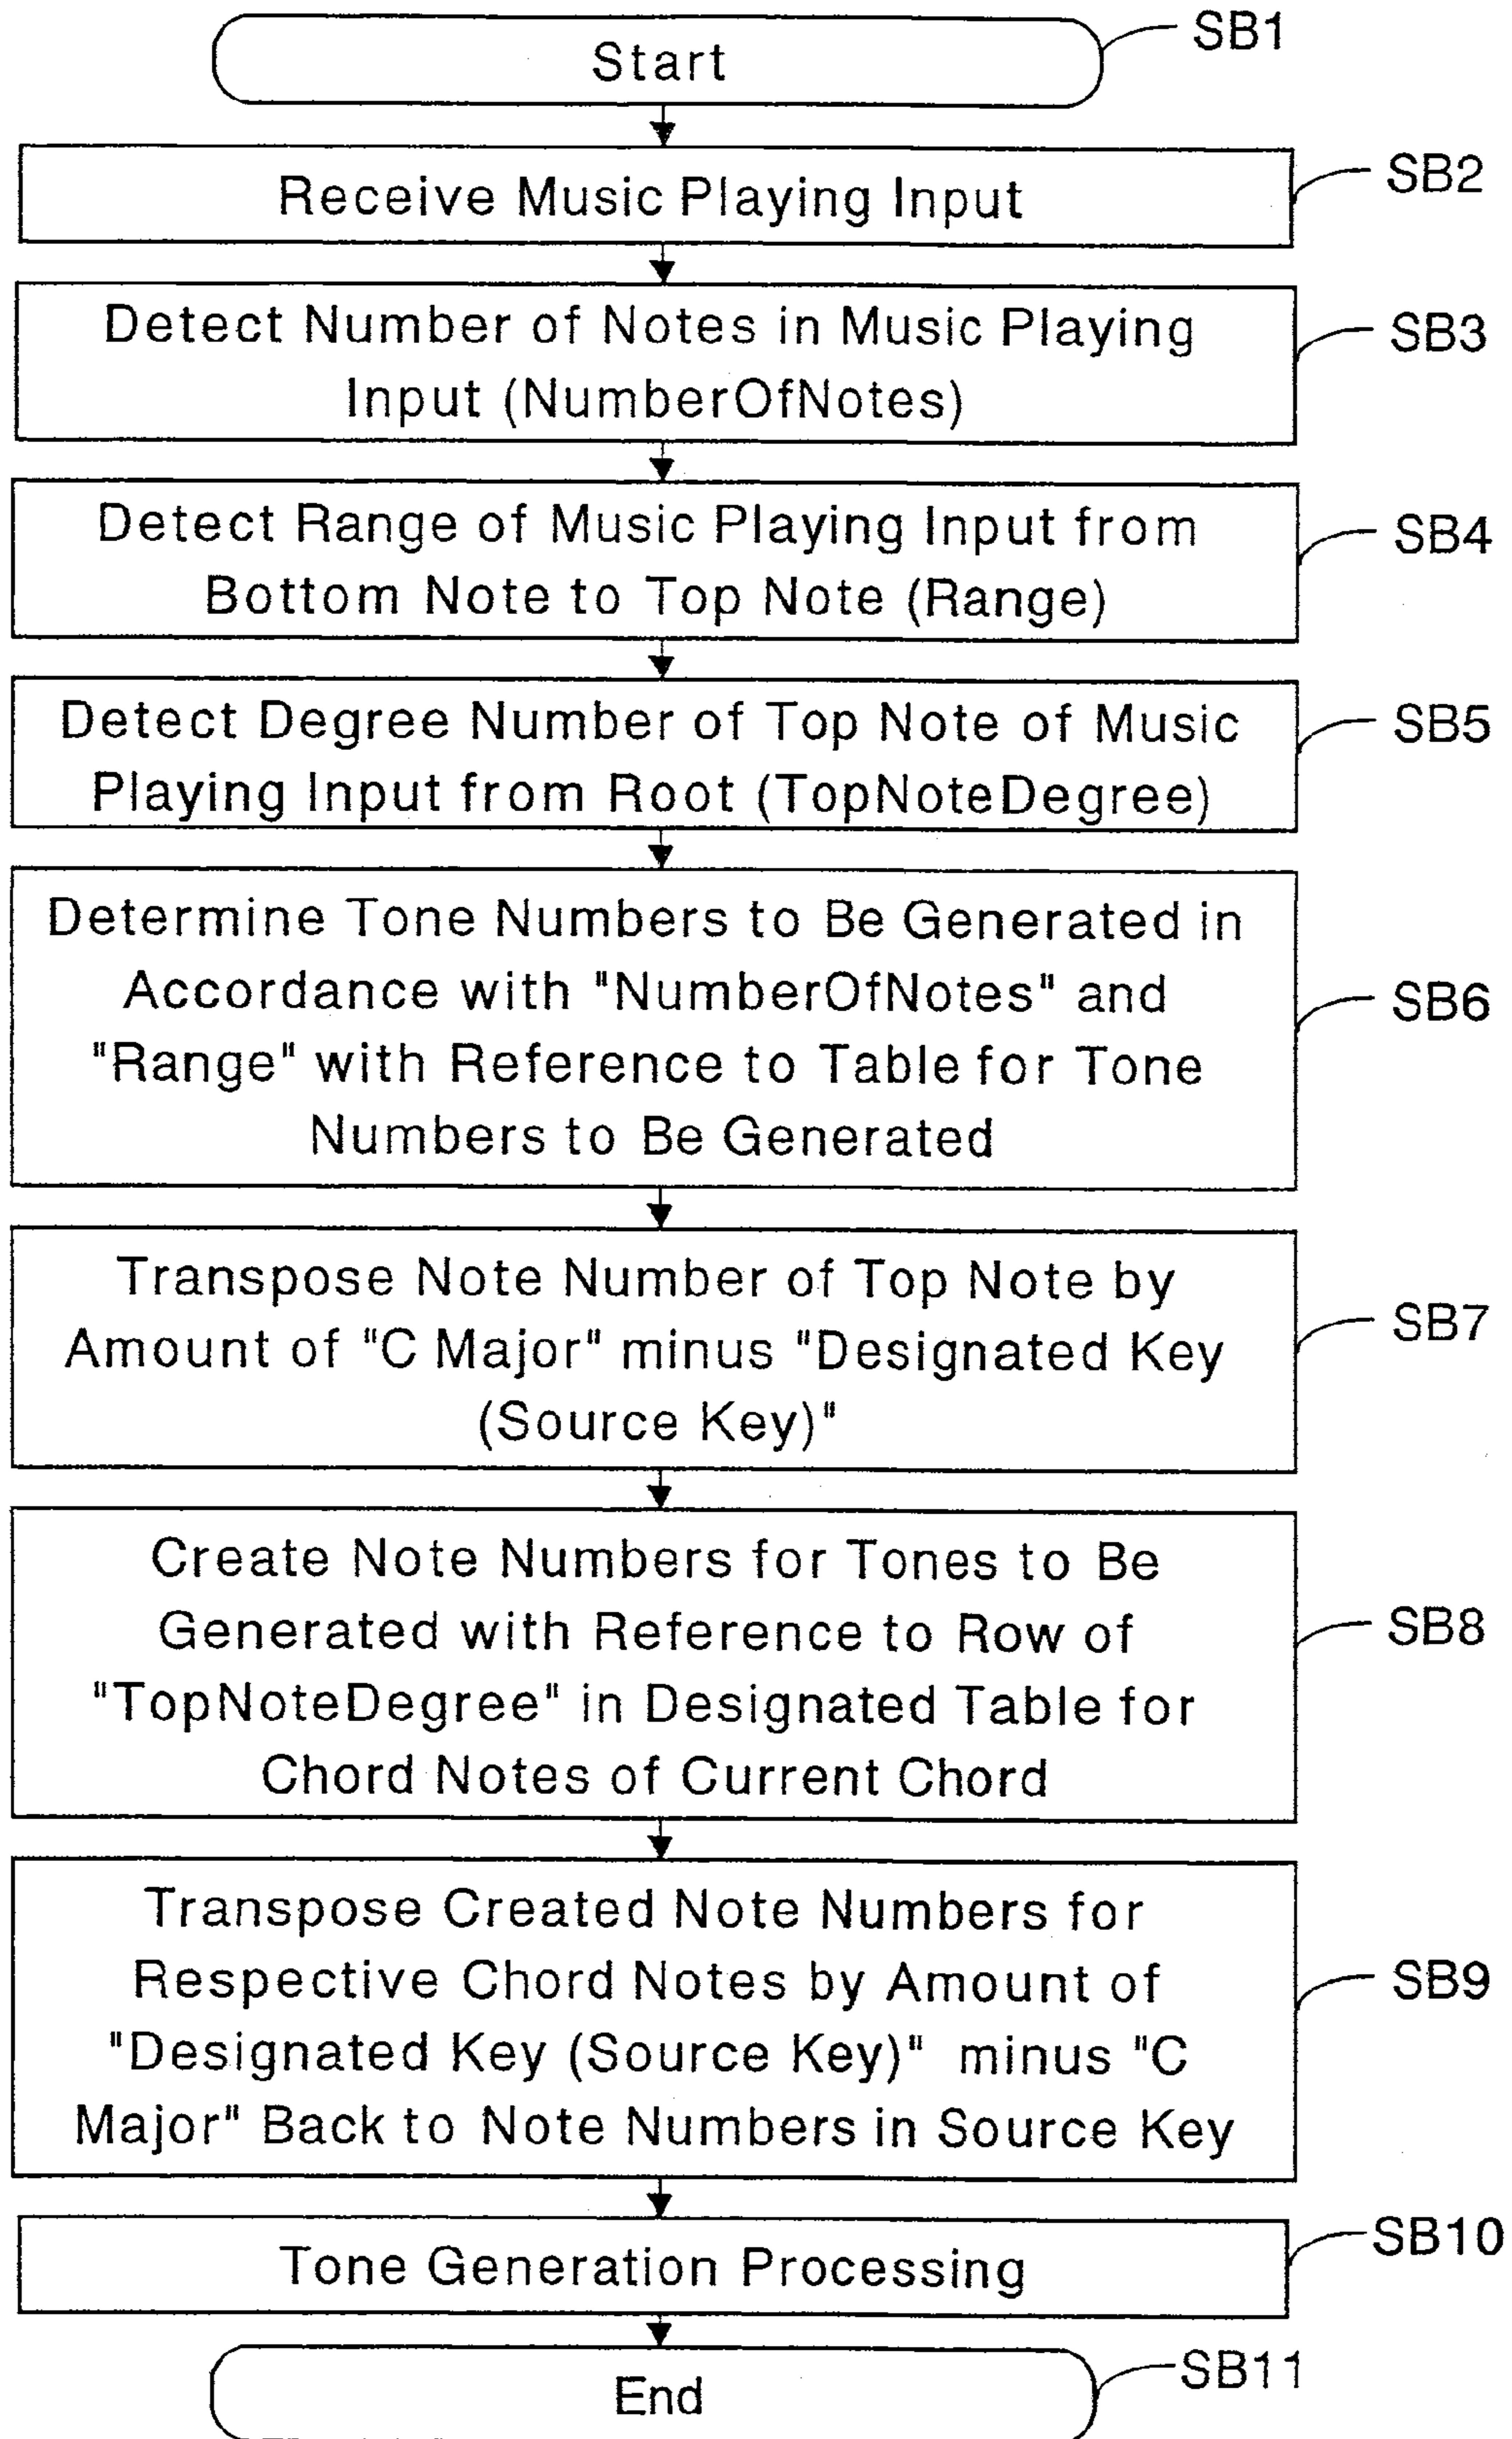 Start
SB1
Receive Music Playing Input
SB2
Detect Number of Notes in Music Playing
Input (NumberOfNotes)
SB3
Detect Range of Music Playing Input from
Bottom Note to Top Note (Range)
SB4
Detect Degree Number of Top Note of Music
Playing Input from Root (TopNoteDegree)
SB5
Determine Tone Numbers to Be Generated in
Accordance with "NumberOfNotes" and
"Range" with Reference to Table for Tone
Numbers to Be Generated
SB6
Transpose Note Number of Top Note by
Amount of "C Major" minus "Designated Key
(Source Key)"
SB7
Create Note Numbers for Tones to Be
Generated with Reference to Row of
"TopNoteDegree" in Designated Table for
Chord Notes of Current Chord
SB8
Transpose Created Note Numbers for
Respective Chord Notes by Amount of
"Designated Key (Source Key)" minus "C
Major" Back to Note Numbers in Source Key
SB9
Tone Generation Processing
SB10
End
SB11